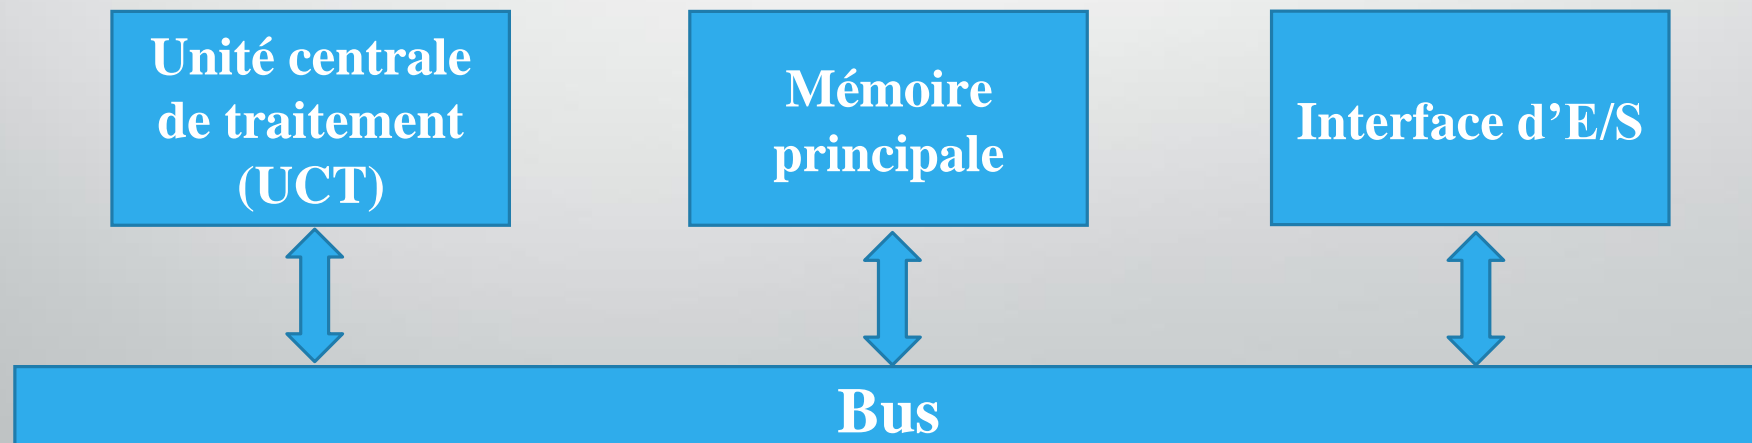 Unité centrale
de traitement
(UCT)
Mémoire
principale
Interface d’E/S
Bus